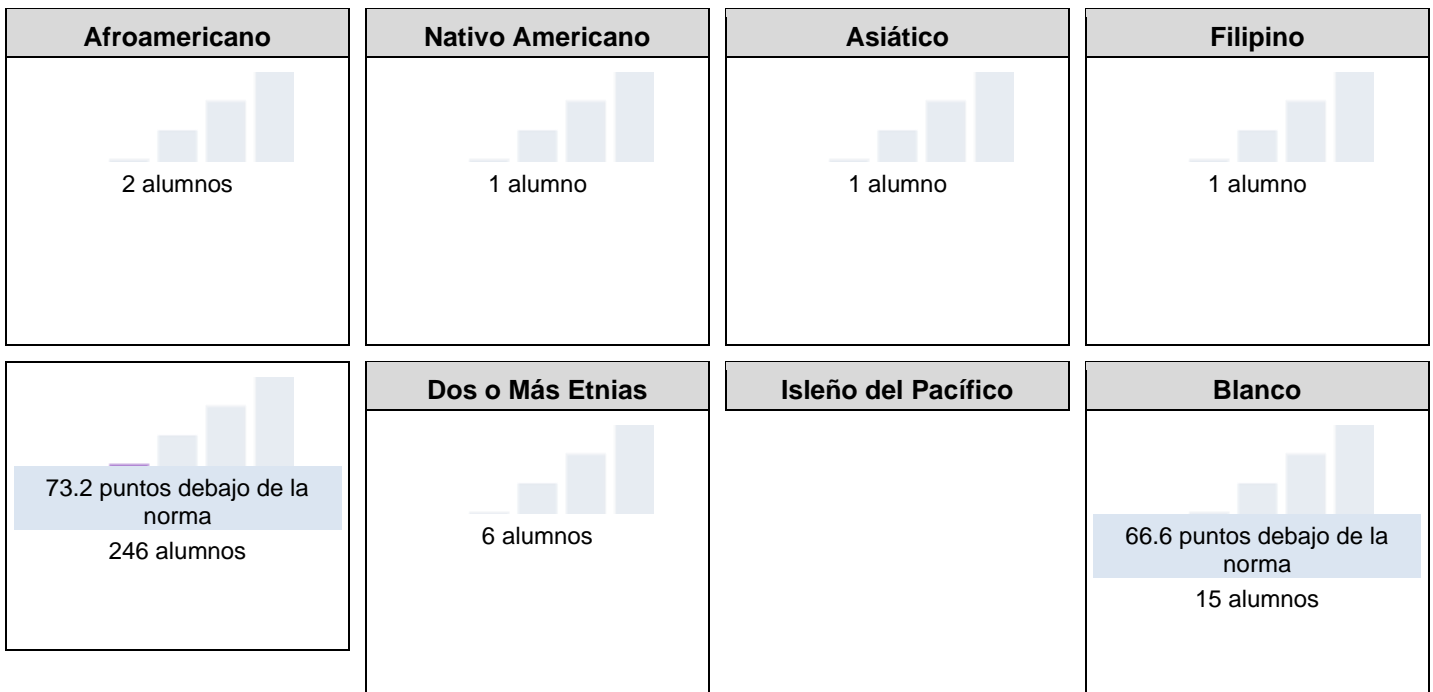 Afroamericano
Nativo Americano
Asiático
Filipino
2 alumnos
1 alumno
1 alumno
1 alumno
73.2 puntos debajo de la
norma
246 alumnos
Dos o Más Etnias
6 alumnos
Isleño del Pacífico
Blanco
66.6 puntos debajo de la
norma
15 alumnos